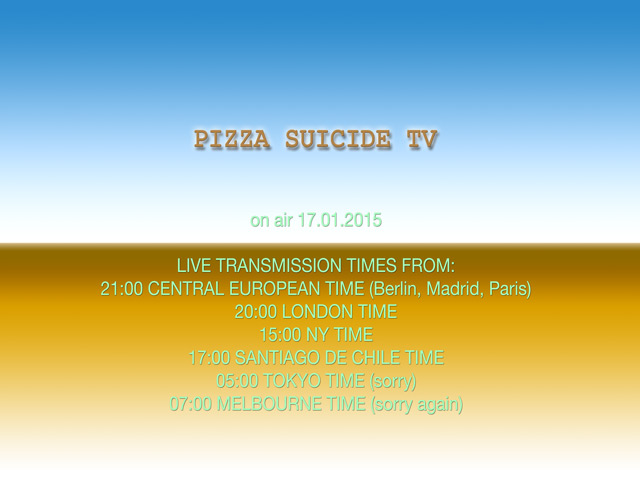 PIZZA SUICIDE TV
on air 17.01.2015
LIVE TRANSMISSION TIMES FROM:
21:00 CENTRAL EUROPEAN TIME (Berlin, Madrid, Paris)
20:00 LONDON TIME
15:00 NY TIME
17:00 SANTIAGO DE CHILE TIME
05:00 TOKYO TIME (sorry)
07:00 MELBOURNE TIME (sorry again)